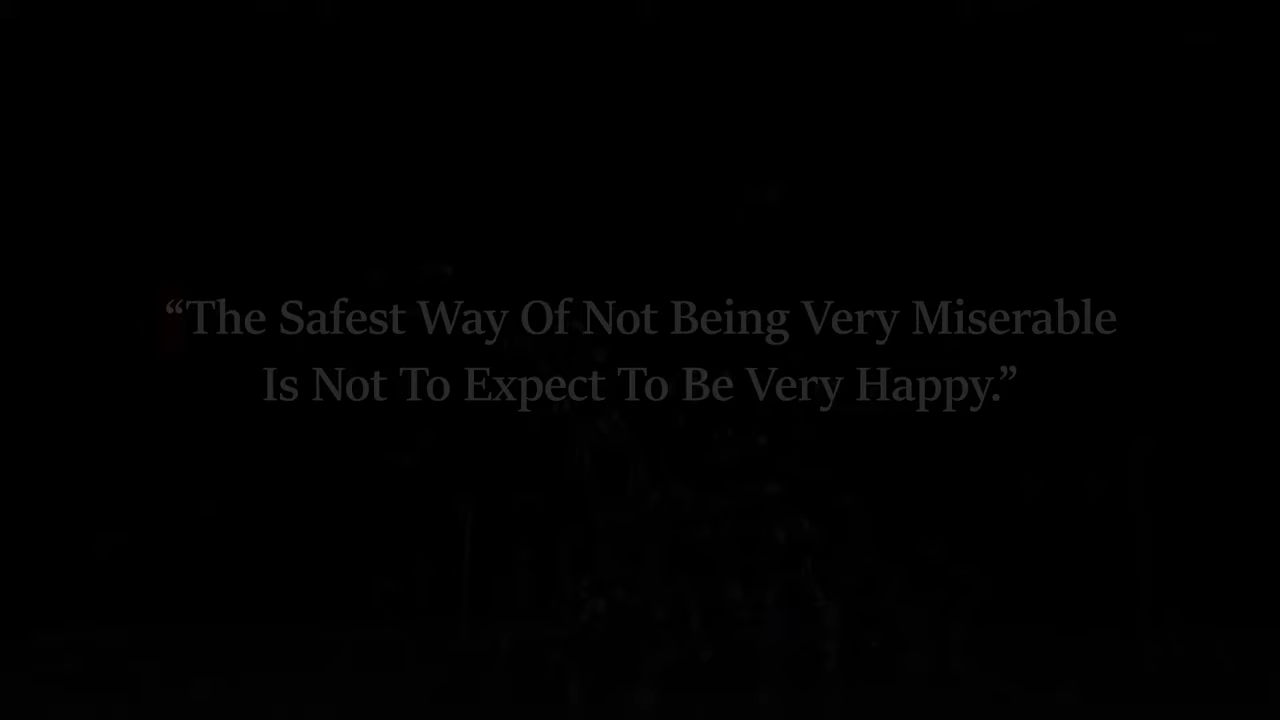 “The Safest Way Of Not Being Very Miserable
Is Not To Expect To Be Very Happy.”